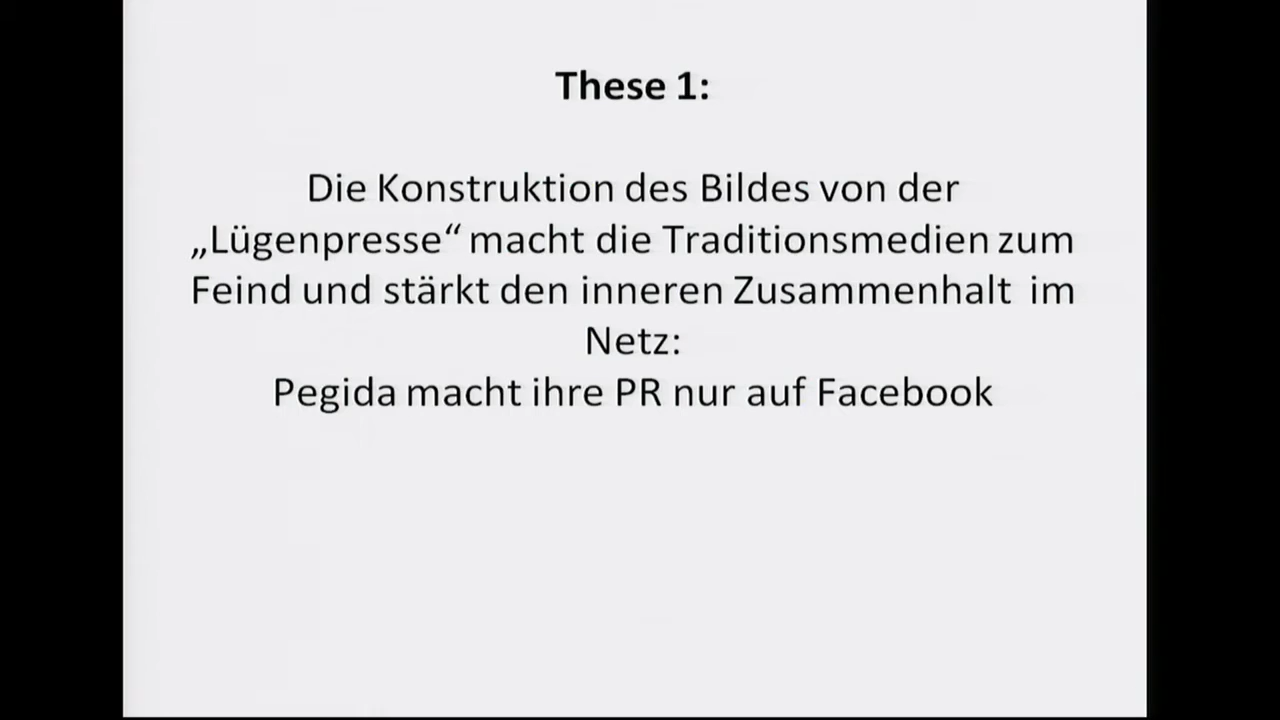 These 1:
Die Konstruktion des Bildes von der
„Lügenpresse“ macht die Traditionsmedien zum
Feind und stärkt den inneren Zusammenhalt im
Netz:
Pegida macht ihre PR nur auf Facebook